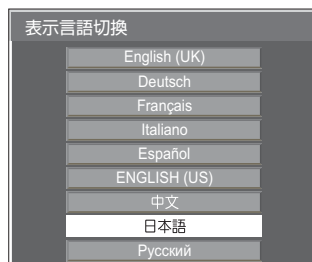 表示言語切換
English (UK)
Deutsch
Français
Italiano
Español
ENGLISH (US)
中文
日本語
Русский